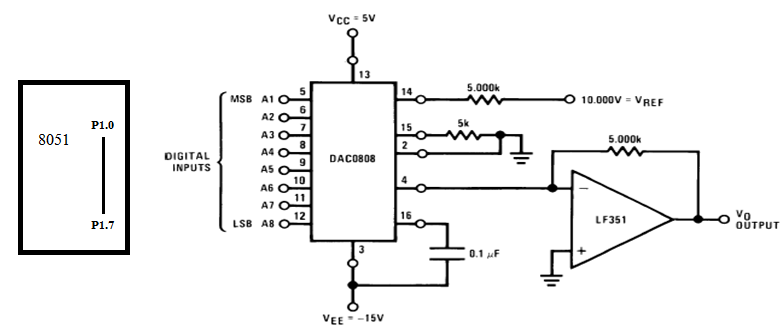 V_CC = 5V
13
8051
P1.0
P1.7
DIGITAL
INPUTS
MSB A1 5
A2 6
A3 7
A4 8
A5 9
A6 10
A7 11
LSB A8 12
DAC0808
14
5.000k
10.000V = V_REF
15
5k
2
4
16
0.1 μF
3
V_EE = −15V
5.000k
−
LF351
+
V_O
OUTPUT